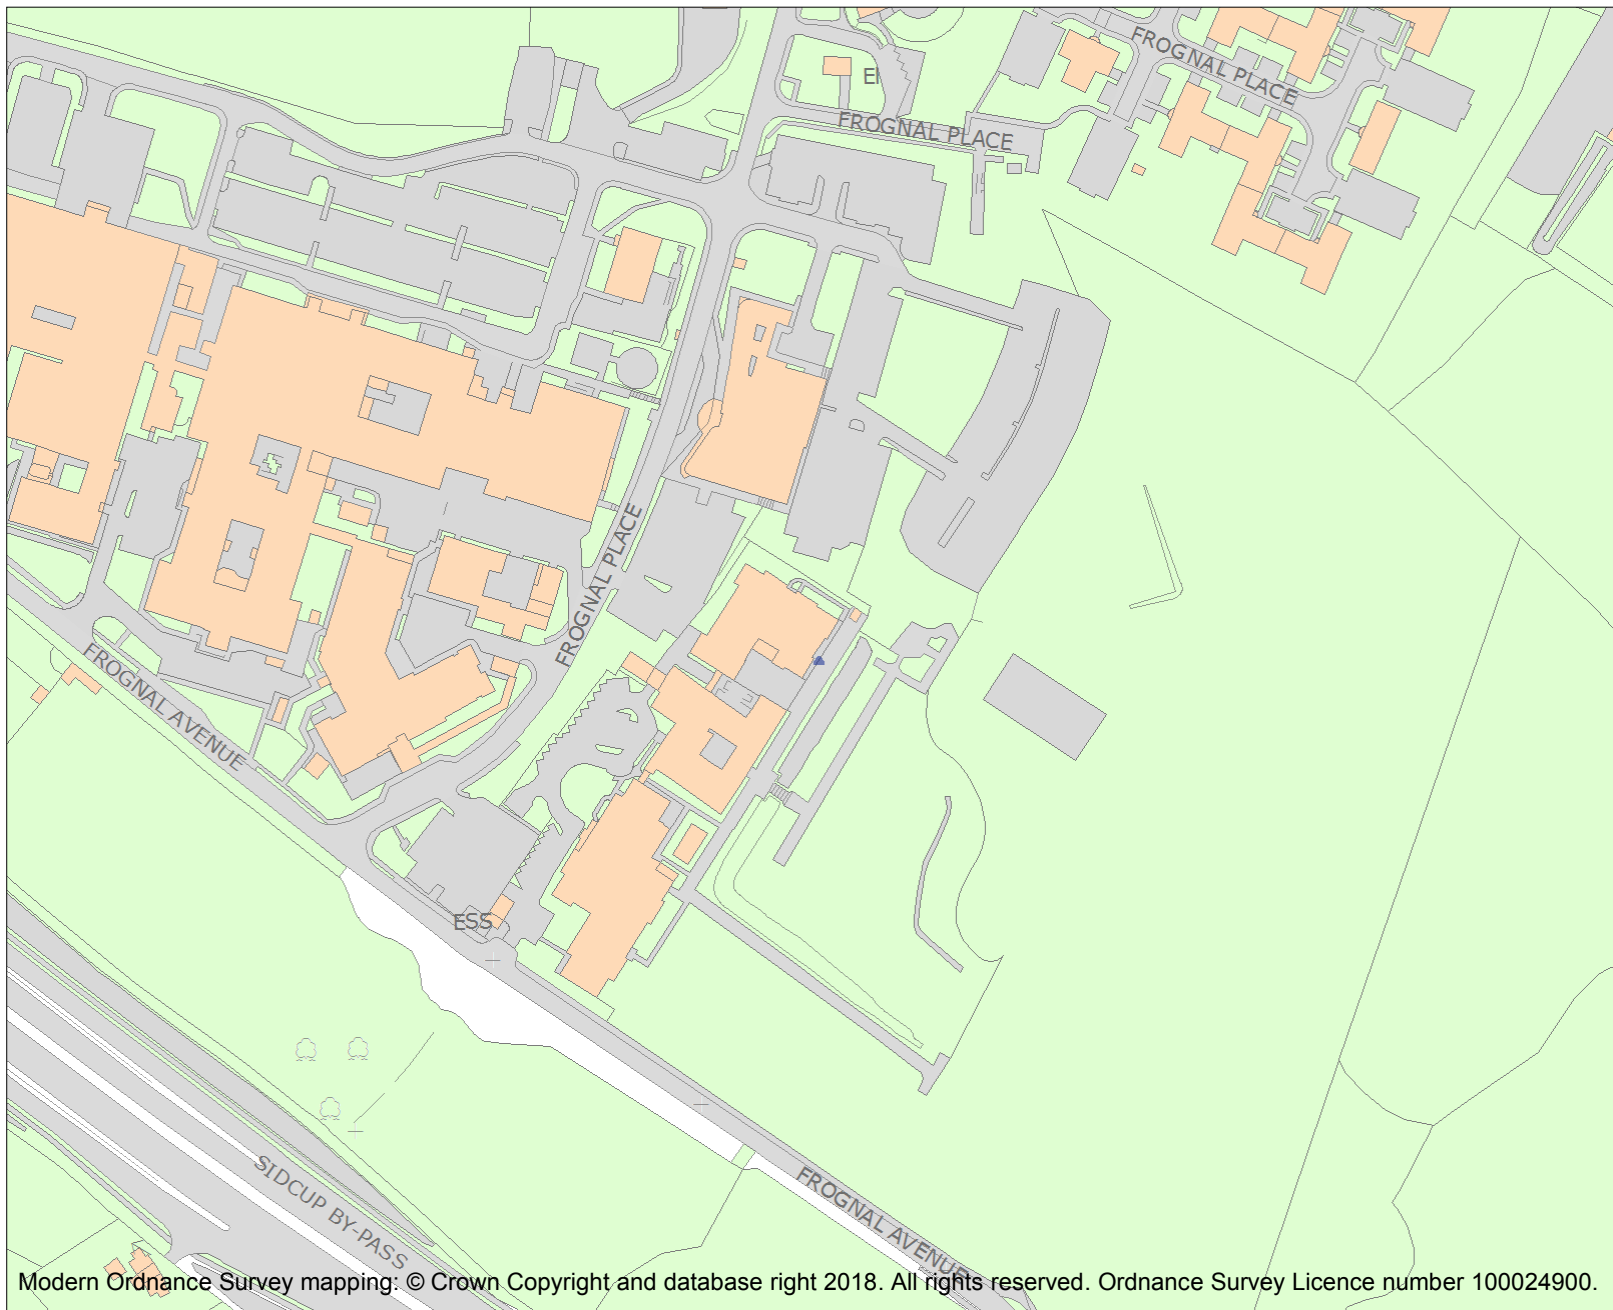 FROGNAL PLACE
El
FROGNAL PLACE
FROGNAL PLACE
FROGNAL AVENUE
ESS
SIDCUP BY-PASS
FROGNAL AVENUE
Modern Ordnance Survey mapping: © Crown Copyright and database right 2018. All rights reserved. Ordnance Survey Licence number 100024900.